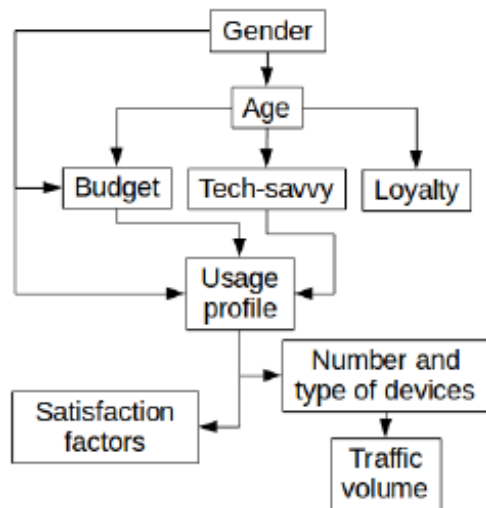 Gender
Age
Budget
Tech-savvy
Loyalty
Usage
profile
Number and
type of devices
Satisfaction
factors
Traffic
volume